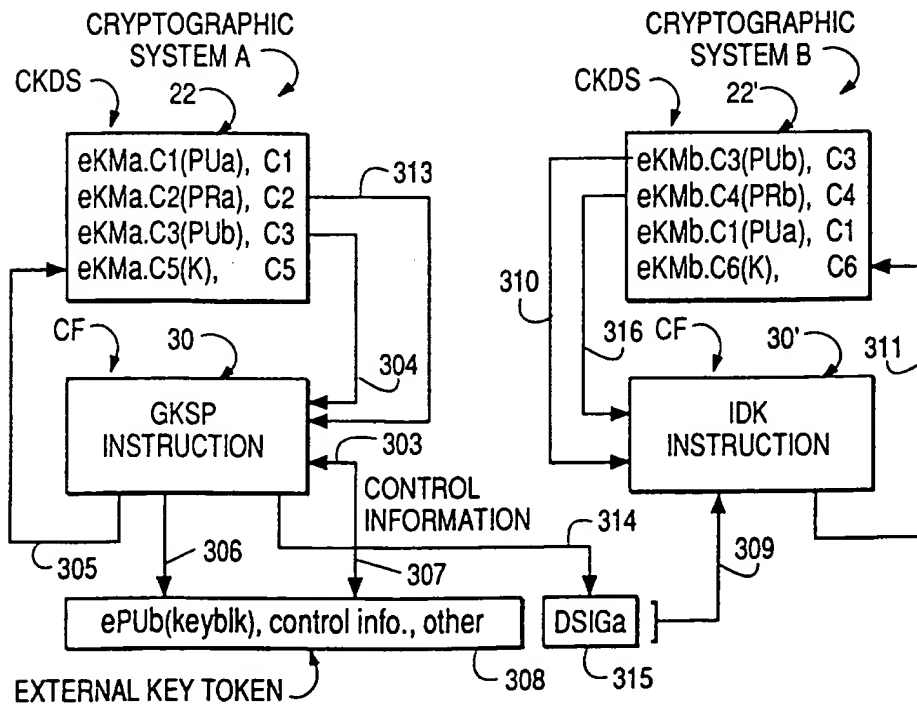 CRYPTOGRAPHIC
SYSTEM A
CKDS
22
eKMa.C1(PUa), C1
eKMa.C2(PRa), C2
eKMa.C3(PUb), C3
eKMa.C5(K), C5
313
304
CF
30
GKSP
INSTRUCTION
303
CONTROL
INFORMATION
305
306
307
314
ePUb(keyblk), control info., other
308
EXTERNAL KEY TOKEN
DSIGa
315
CRYPTOGRAPHIC
SYSTEM B
CKDS
22'
eKMb.C3(PUb), C3
eKMb.C4(PRb), C4
eKMb.C1(PUa), C1
eKMb.C6(K), C6
310
316
CF
30'
311
IDK
INSTRUCTION
309